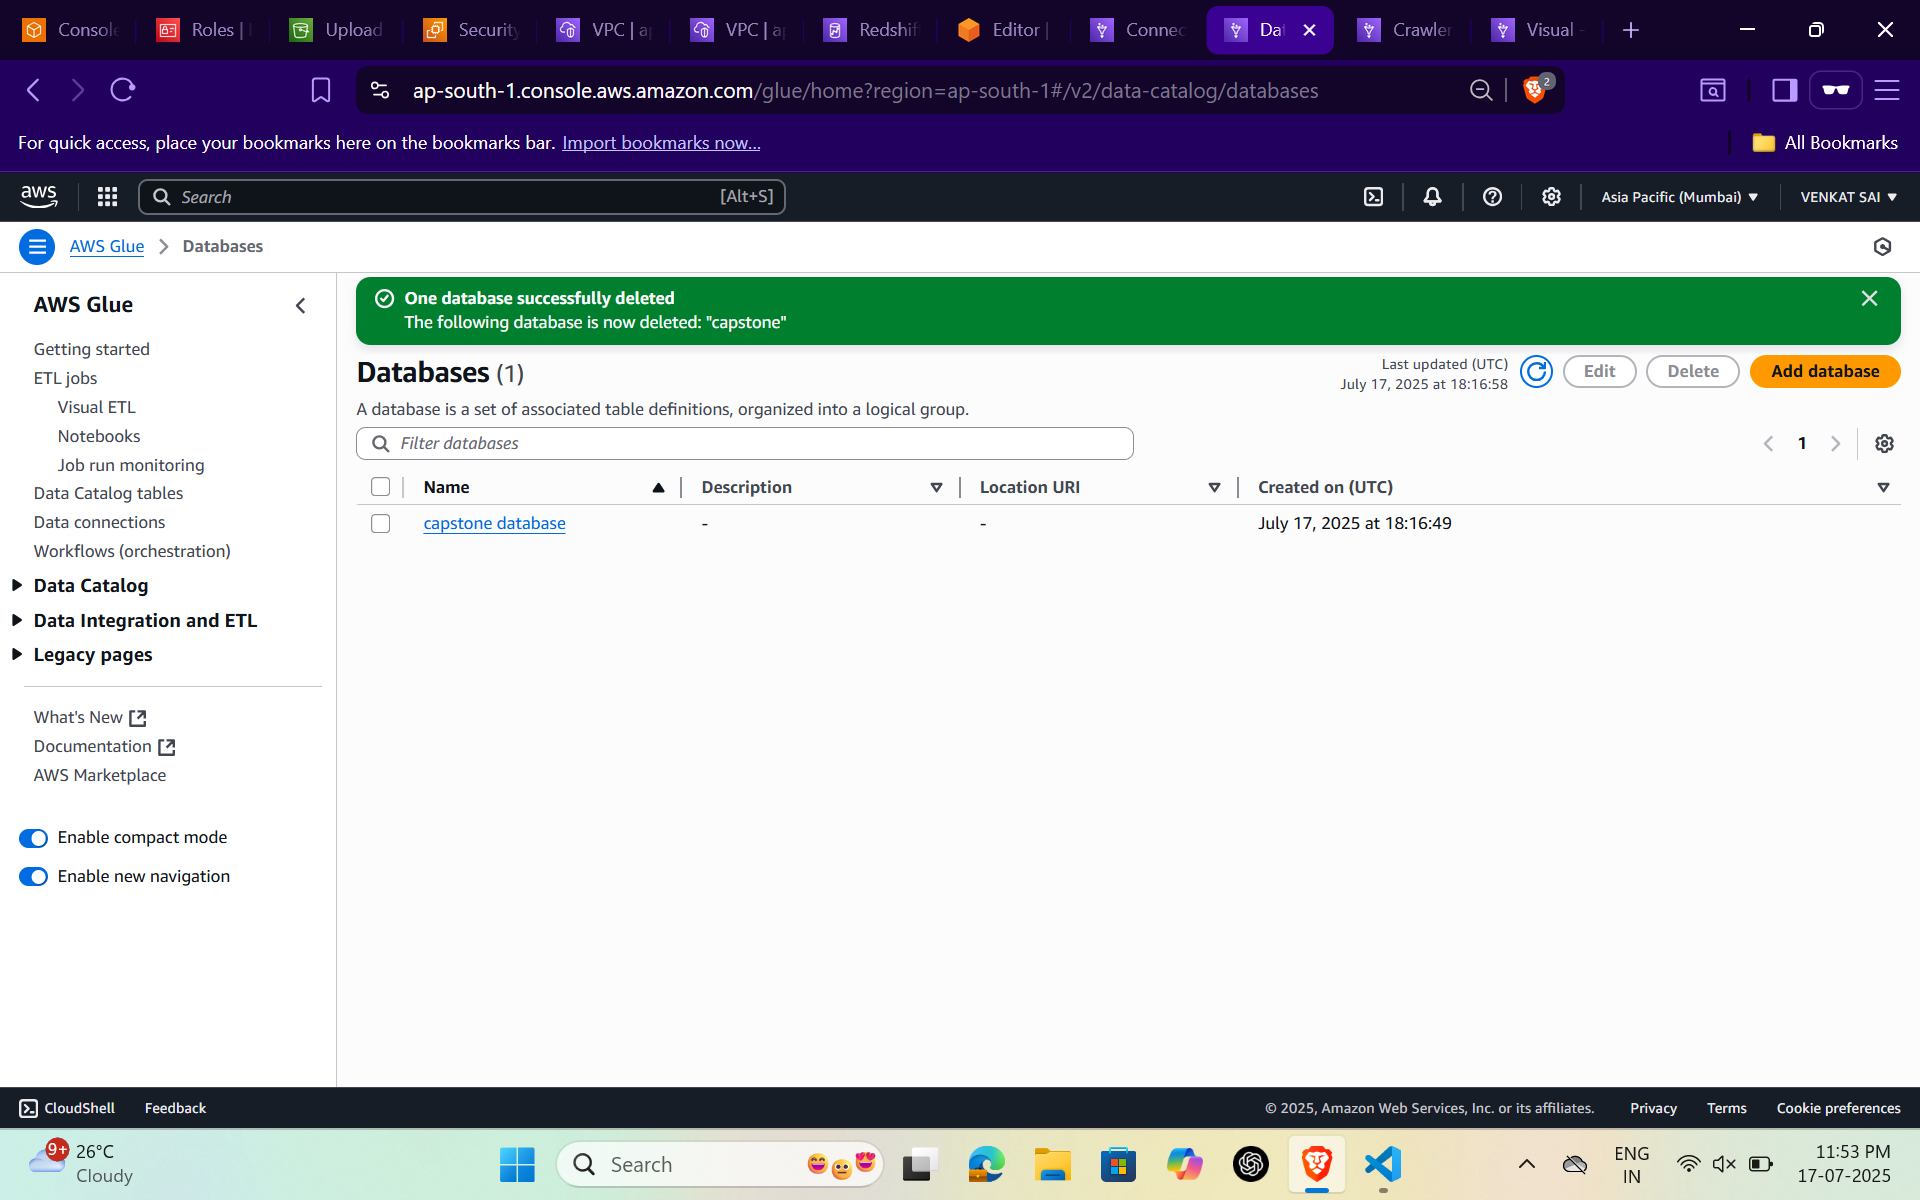 Console
Roles |
Upload
Security
VPC | ap
VPC | ap
Redshift
Editor |
Connec
Dat
Crawler
Visual -
ap-south-1.console.aws.amazon.com/glue/home?region=ap-south-1#/v2/data-catalog/databases
2
For quick access, place your bookmarks here on the bookmarks bar. Import bookmarks now...
All Bookmarks
aws
Search
[Alt+S]
Asia Pacific (Mumbai)
VENKAT SAI
AWS Glue
Databases
AWS Glue
Getting started
ETL jobs
Visual ETL
Notebooks
Job run monitoring
Data Catalog tables
Data connections
Workflows (orchestration)
Data Catalog
Data Integration and ETL
Legacy pages
What's New
Documentation
AWS Marketplace
Enable compact mode
Enable new navigation
One database successfully deleted
The following database is now deleted: "capstone"
Databases (1)
Last updated (UTC)
July 17, 2025 at 18:16:58
Edit
Delete
Add database
A database is a set of associated table definitions, organized into a logical group.
Filter databases
1
Name
Description
Location URI
Created on (UTC)
capstone database
-
-
July 17, 2025 at 18:16:49
CloudShell
Feedback
© 2025, Amazon Web Services, Inc. or its affiliates.
Privacy
Terms
Cookie preferences
9+
26°C
Cloudy
Search
ENG
IN
11:53 PM
17-07-2025